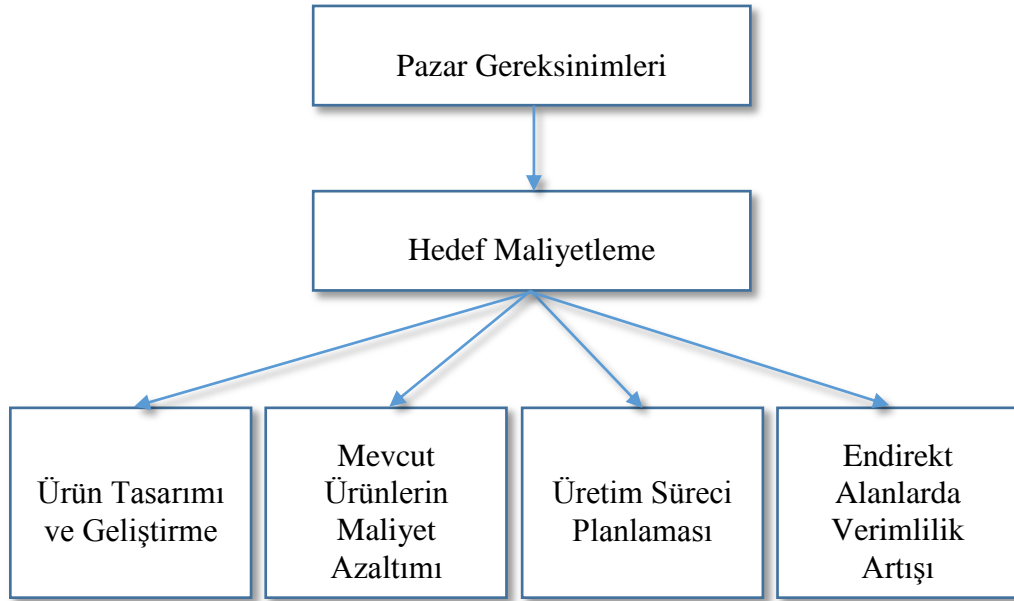 Pazar Gereksinimleri
Hedef Maliyetleme
Ürün Tasarımı
ve Geliştirme
Mevcut
Ürünlerin
Maliyet
Azaltımı
Üretim Süreci
Planlaması
Endirekt
Alanlarda
Verimlilik
Artışı